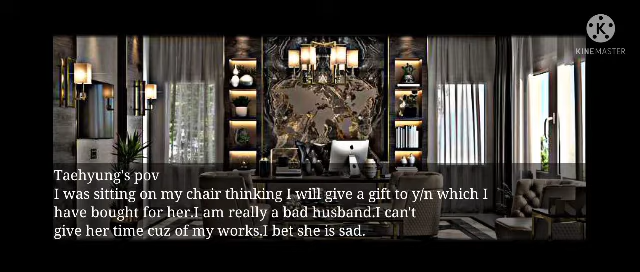 KINEMASTER
Taehyung's pov
I was sitting on my chair thinking I will give a gift to y/n which I
have bought for her.I am really a bad husband.I can't
give her time cuz of my works,I bet she is sad.